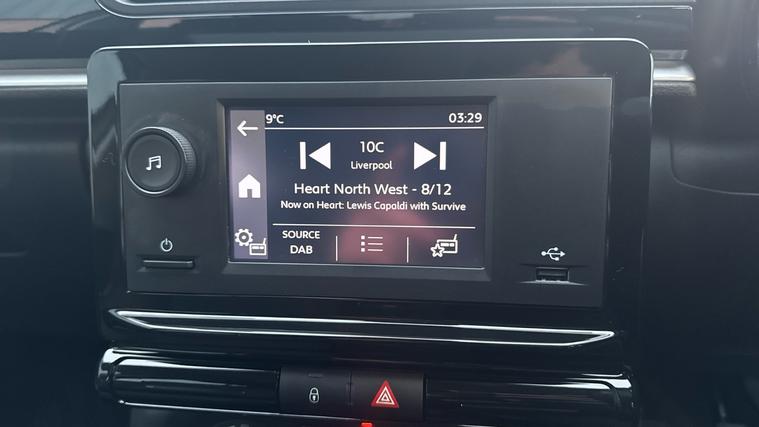 9°C 03:29
10C
Liverpool
Heart North West - 8/12
Now on Heart: Lewis Capaldi with Survive
SOURCE
DAB